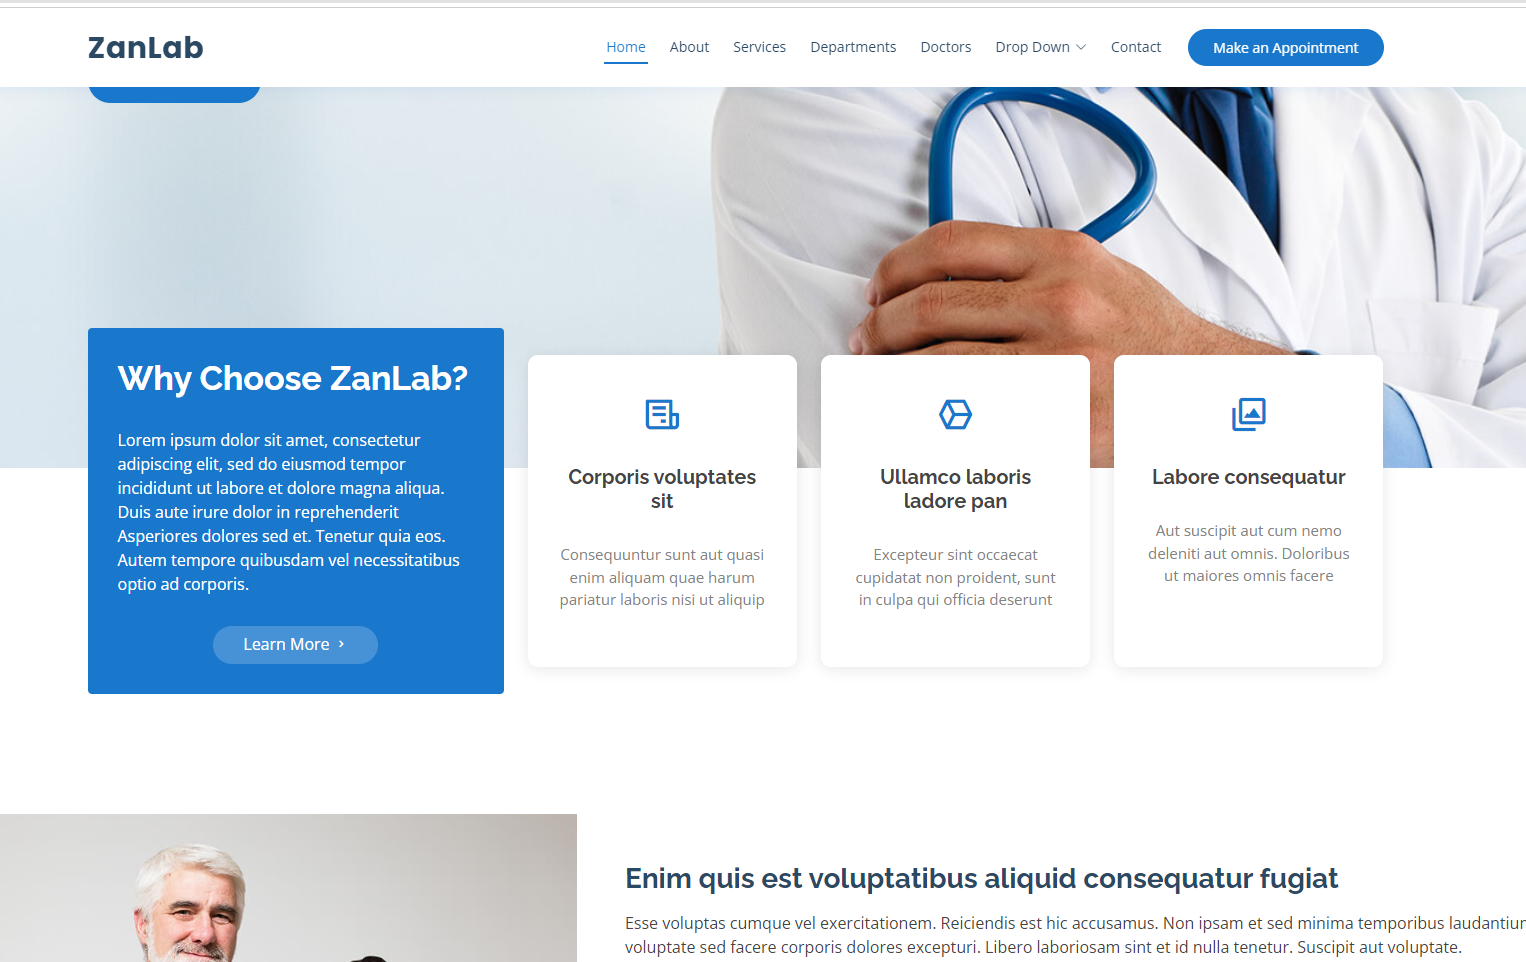 ZanLab
Home About Services Departments Doctors Drop Down Contact Make an Appointment
Why Choose ZanLab?
Lorem ipsum dolor sit amet, consectetur
adipiscing elit, sed do eiusmod tempor
incididunt ut labore et dolore magna aliqua.
Duis aute irure dolor in reprehenderit
Asperiores dolores sed et. Tenetur quia eos.
Autem tempore quibusdam vel necessitatibus
optio ad corporis.
Learn More
Corporis voluptates
sit
Consequuntur sunt aut quasi
enim aliquam quae harum
pariatur laboris nisi ut aliquip
Ullamco laboris
ladore pan
Excepteur sint occaecat
cupidatat non proident, sunt
in culpa qui officia deserunt
Labore consequatur
Aut suscipit aut cum nemo
deleniti aut omnis. Doloribus
ut maiores omnis facere
Enim quis est voluptatibus aliquid consequatur fugiat
Esse voluptas cumque vel exercitationem. Reiciendis est hic accusamus. Non ipsam et sed minima temporibus
voluptate sed facere corporis dolores excepturi. Libero laboriosam sint et id nulla tenetur. Suscipit aut voluptate.